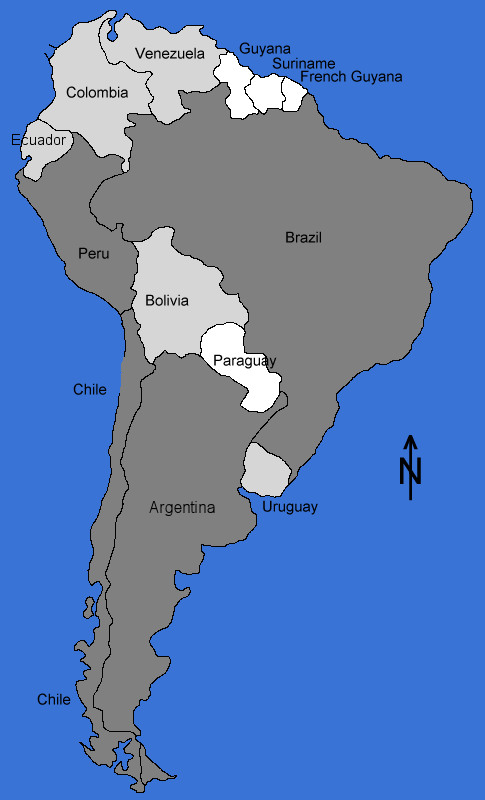 Guyana
Venezuela
Suriname
French Guyana
Colombia
Ecuador
Brazil
Peru
Bolivia
Paraguay
Chile
N
Argentina
Uruguay
Chile